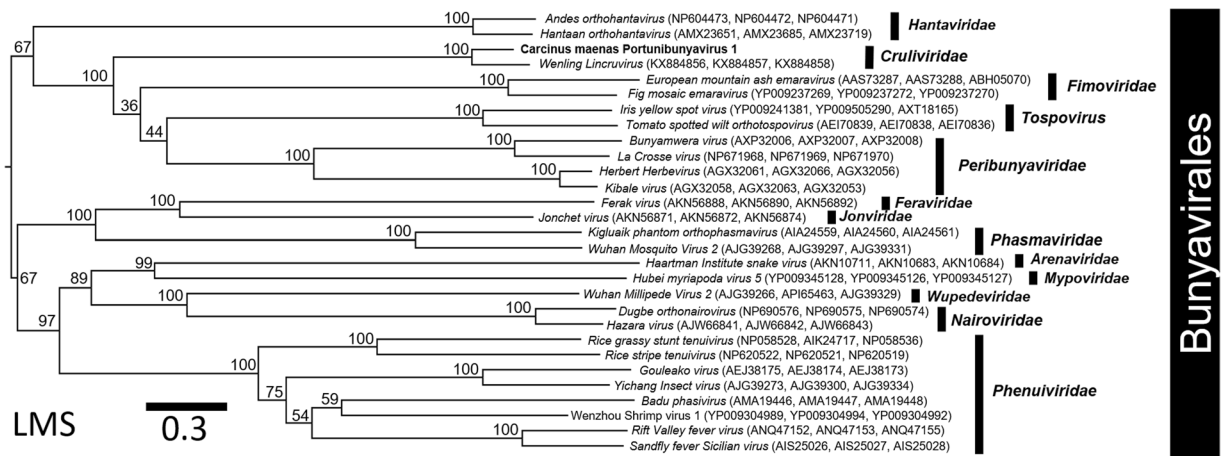 67
100
Andes orthohantavirus (NP604473, NP604472, NP604471)
Hantaan orthohantavirus (AMX23651, AMX23685, AMX23719)
Hantaviridae
100
100
Carcinus maenas Portunibunyavirus 1
Wenling Lincruvirus (KX884856, KX884857, KX884858)
Cruliviridae
36
100
European mountain ash emaravirus (AAS73287, AAS73288, ABH05070)
Fig mosaic emaravirus (YP009237269, YP009237272, YP009237270)
Fimoviridae
44
100
Iris yellow spot virus (YP009241381, YP009505290, AXT18165)
Tomato spotted wilt orthotospovirus (AEI70839, AEI70838, AEI70836)
Tospovirus
100
100
Bunyamwera virus (AXP32006, AXP32007, AXP32008)
La Crosse virus (NP671968, NP671969, NP671970)
100
Herbert Herbevirus (AGX32061, AGX32066, AGX32056)
Kibale virus (AGX32058, AGX32063, AGX32053)
Peribunyaviridae
100
100
Ferak virus (AKN56888, AKN56890, AKN56892)
Feraviridae
Jonchet virus (AKN56871, AKN56872, AKN56874)
Jonviridae
100
Kigluaik phantom orthophasmavirus (AIA24559, AIA24560, AIA24561)
Wuhan Mosquito Virus 2 (AJG39268, AJG39297, AJG39331)
Phasmaviridae
67
89
99
Haartman Institute snake virus (AKN10711, AKN10683, AKN10684)
Arenaviridae
Hubei myriapoda virus 5 (YP009345128, YP009345126, YP009345127)
Mypoviridae
100
Wuhan Millipede Virus 2 (AJG39266, API65463, AJG39329)
Wupedeviridae
100
Dugbe orthonairovirus (NP690576, NP690575, NP690574)
Hazara virus (AJW66841, AJW66842, AJW66843)
Nairoviridae
97
100
100
Rice grassy stunt tenuivirus (NP058528, AIK24717, NP058536)
Rice stripe tenuivirus (NP620522, NP620521, NP620519)
75
100
Gouleako virus (AEJ38175, AEJ38174, AEJ38173)
Yichang Insect virus (AJG39273, AJG39300, AJG39334)
54
59
Badu phasivirus (AMA19446, AMA19447, AMA19448)
Wenzhou Shrimp virus 1 (YP009304989, YP009304994, YP009304992)
100
Rift Valley fever virus (ANQ47152, ANQ47153, ANQ47155)
Sandfly fever Sicilian virus (AIS25026, AIS25027, AIS25028)
Phenuiviridae
Bunyavirales
LMS
0.3